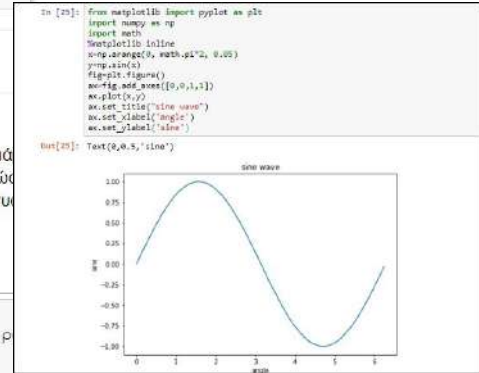 In [25]: from matplotlib import pyplot as plt
import numpy as np
import math
%matplotlib inline
x=np.arange(0, math.pi*2, 0.05)
y=np.sin(x)
fig=plt.figure()
ax=fig.add_axes([0,0,1,1])
ax.plot(x,y)
ax.set_title("sine wave")
ax.set_xlabel('angle')
ax.set_ylabel('sine')
Out[25]: Text(0,0.5,'sine')
sine wave
1.00
0.75
0.50
0.25
0.00
−0.25
−0.50
−0.75
−1.00
sine
0 1 2 3 4 5 6
angle